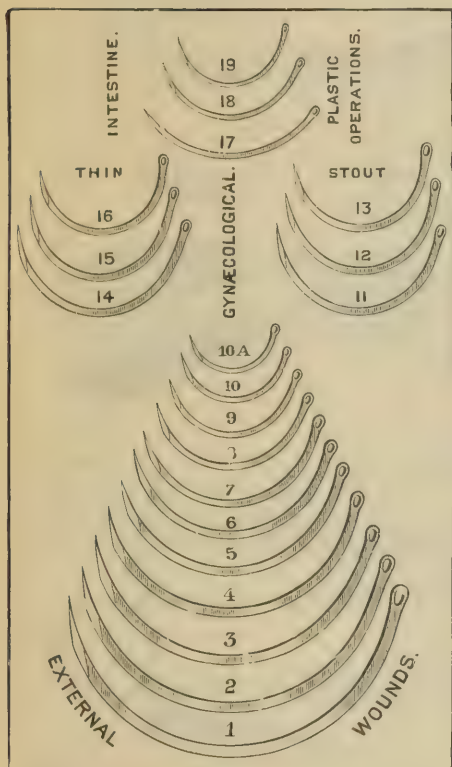 INTESTINE.
19
18
17
PLASTIC
OPERATIONS.
THIN
16
15
14
GYNÆCOLOGICAL.
STOUT
13
12
11
10A
10
9
8
7
6
5
4
3
2
1
EXTERNAL
WOUNDS.